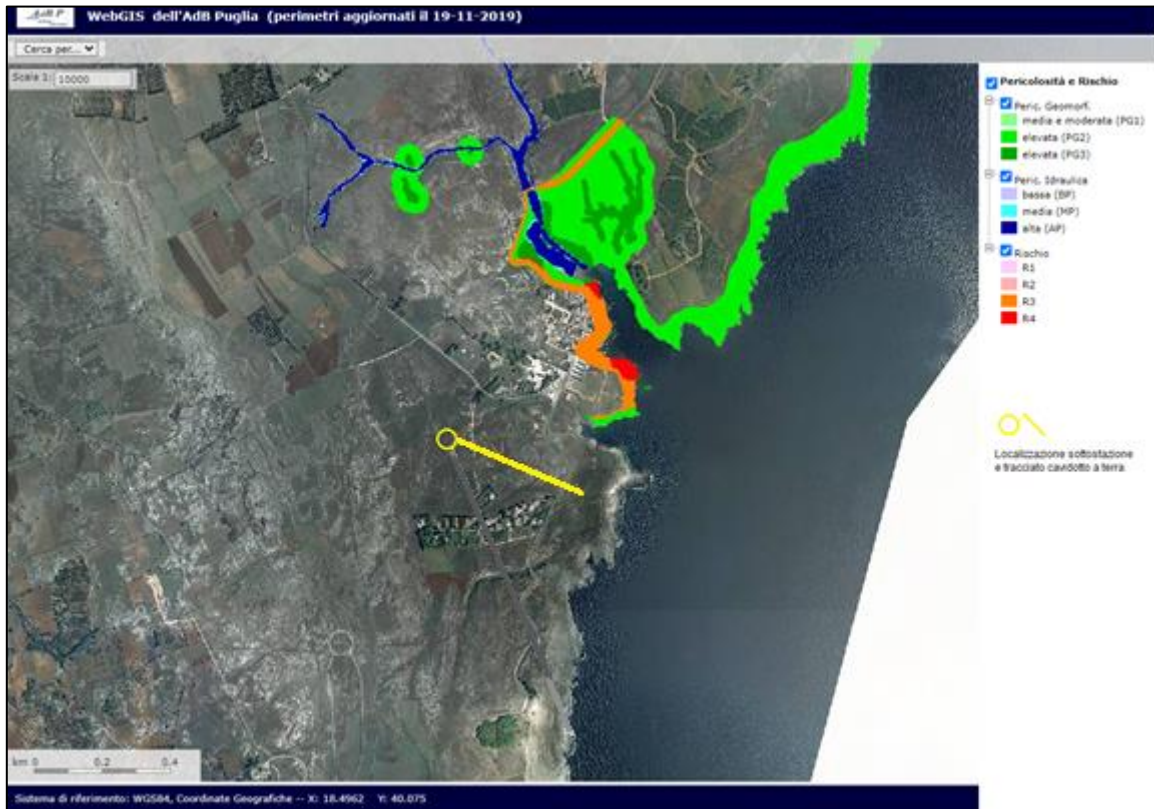 AdB P
WebGIS dell'AdB Puglia (perimetri aggiornati il 19-11-2019)
Cerca per...
Scale 1: 10000
Pericolosità e Rischio
Peric. Geomorf.
media e moderata (PG1)
elevata (PG2)
elevata (PG3)
Peric. Idraulica
bassa (BP)
media (MP)
alta (AP)
Rischio
R1
R2
R3
R4
Localizzazione sottostazione
e tracciato cavidotto a terra
km 0 0.2 0.4
Sistema di riferimento: WGS84, Coordinate Geografiche -- X: 18.4962 Y: 40.075